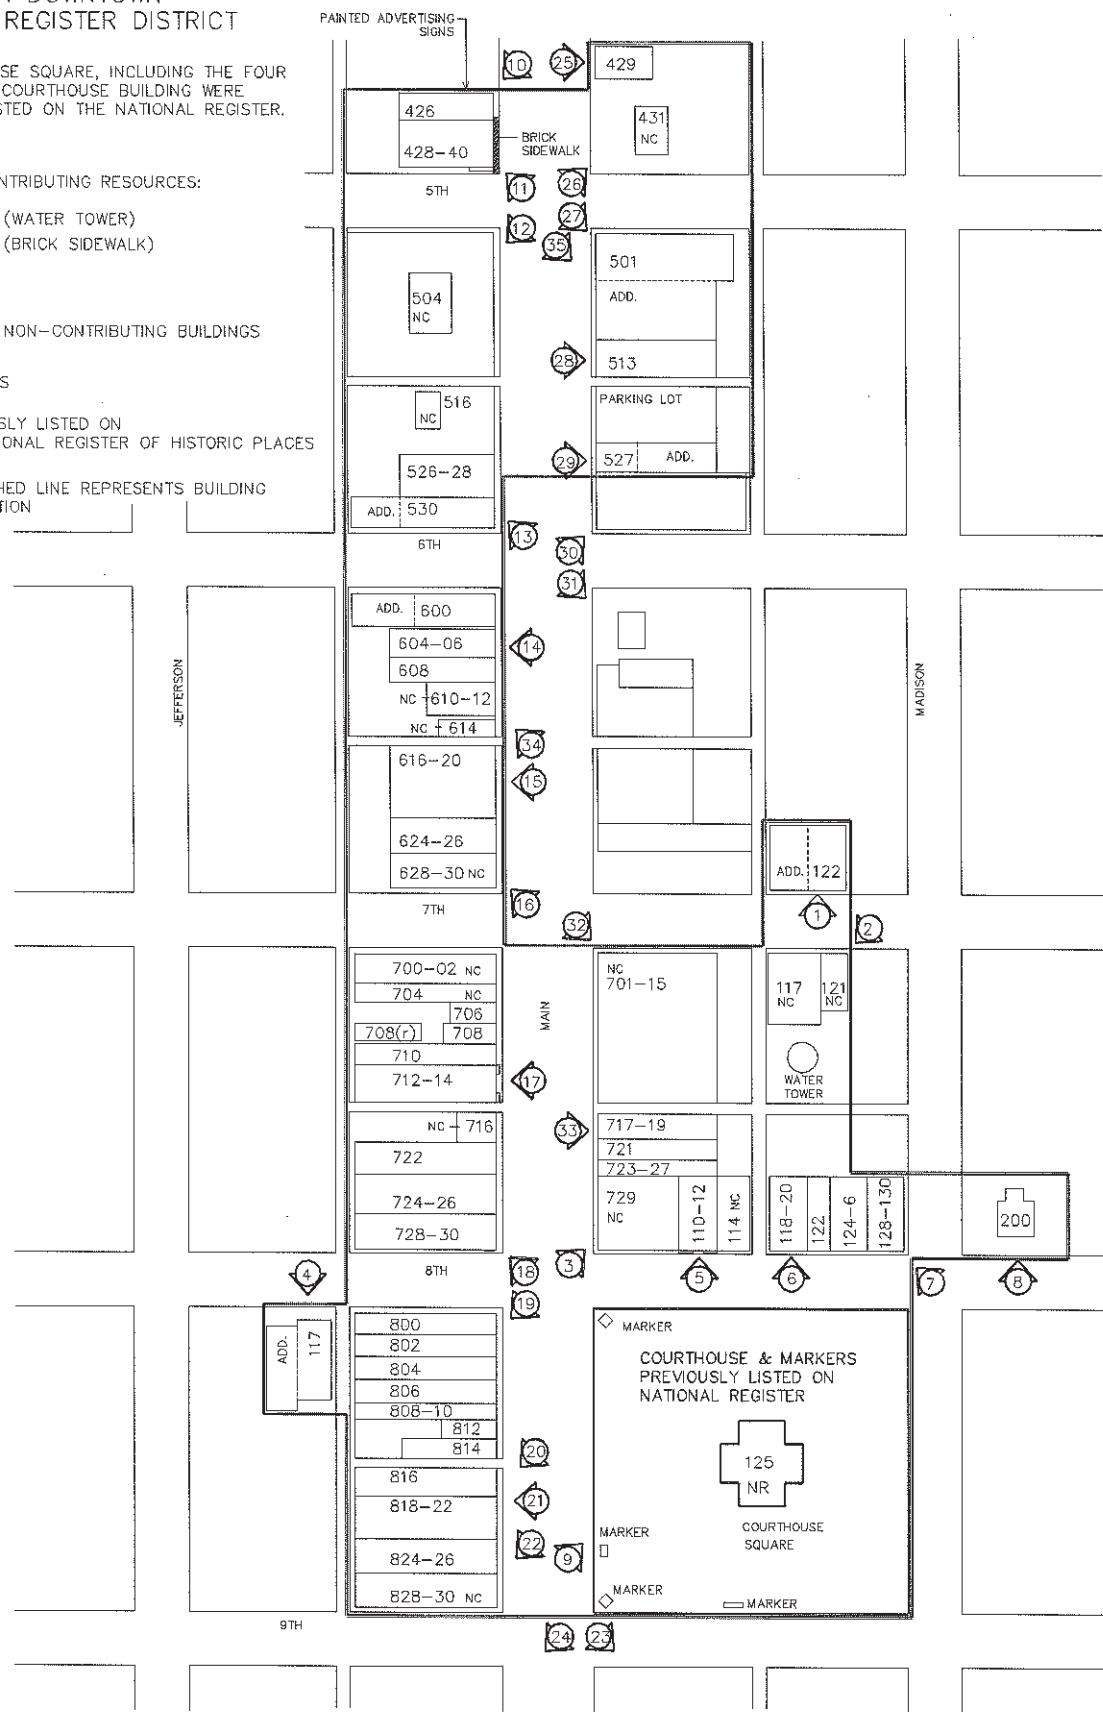 REGISTER DISTRICT
PAINTED ADVERTISING
SIGNS
SE SQUARE, INCLUDING THE FOUR
COURTHOUSE BUILDING WERE
STED ON THE NATIONAL REGISTER.
NTRIBUTING RESOURCES:
(WATER TOWER)
(BRICK SIDEWALK)
NON-CONTRIBUTING BUILDINGS
S
SLY LISTED ON
ONAL REGISTER OF HISTORIC PLACES
HED LINE REPRESENTS BUILDING
TION
10
25
429
426
431
NC
428-40
BRICK
SIDEWALK
5TH
11
26
12
27
35
501
ADD.
504
NC
28
513
516
NC
PARKING LOT
526-28
29
527
ADD.
ADD.
530
6TH
13
30
31
ADD.
600
604-06
14
608
NC
610-12
NC
614
JEFFERSON
MADISON
34
616-20
15
624-26
628-30 NC
ADD.
122
7TH
16
32
1
2
700-02 NC
704 NC
706
708(r)
708
710
712-14
MAIN
17
NC
701-15
117
NC
121
NC
WATER
TOWER
NC
716
33
717-19
721
723-27
722
724-26
728-30
729
NC
110-12
114 NC
118-20
122
124-6
128-130
200
4
8TH
18
3
5
6
7
8
19
ADD.
117
800
802
804
806
808-10
812
814
MARKER
COURTHOUSE & MARKERS
PREVIOUSLY LISTED ON
NATIONAL REGISTER
20
125
NR
816
818-22
21
COURTHOUSE
SQUARE
MARKER
22
9
824-26
828-30 NC
MARKER
MARKER
9TH
24
23